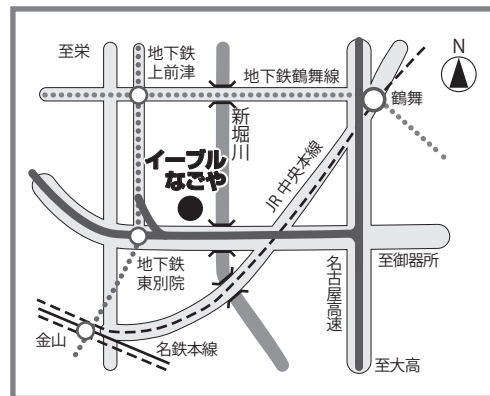 至栄
地下鉄
上前津
地下鉄鶴舞線
N
鶴舞
新堀川
イーブル
なごや
JR中央本線
地下鉄
東別院
名古屋高速
至御器所
金山
名鉄本線
至大高